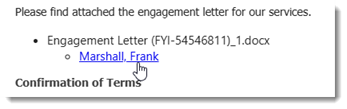 Please find attached the engagement letter for our services.
Engagement Letter (FYI-54546811)_1.docx
Marshall, Frank
Confirmation of Terms